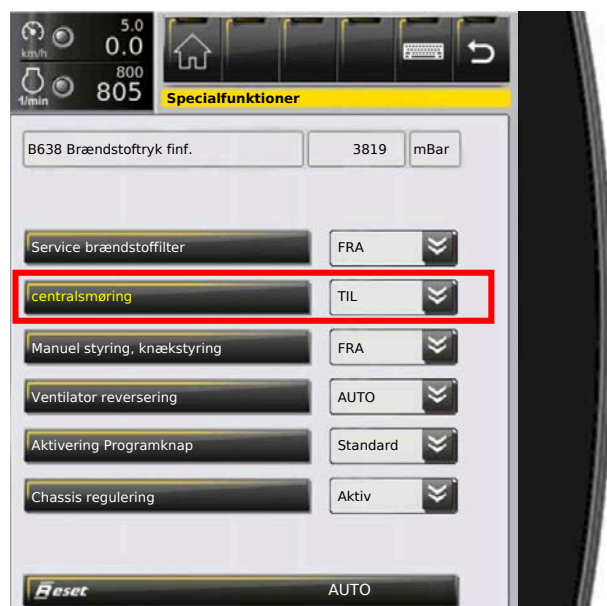 5.0
km/h 0.0
800
1/min 805
Specialfunktioner
B638 Brændstoftryk finf. 3819 mBar
Service brændstoffilter FRA
centralsmøring TIL
Manuel styring, knækstyring FRA
Ventilator reversering AUTO
Aktivering Programknap Standard
Chassis regulering Aktiv
Reset AUTO